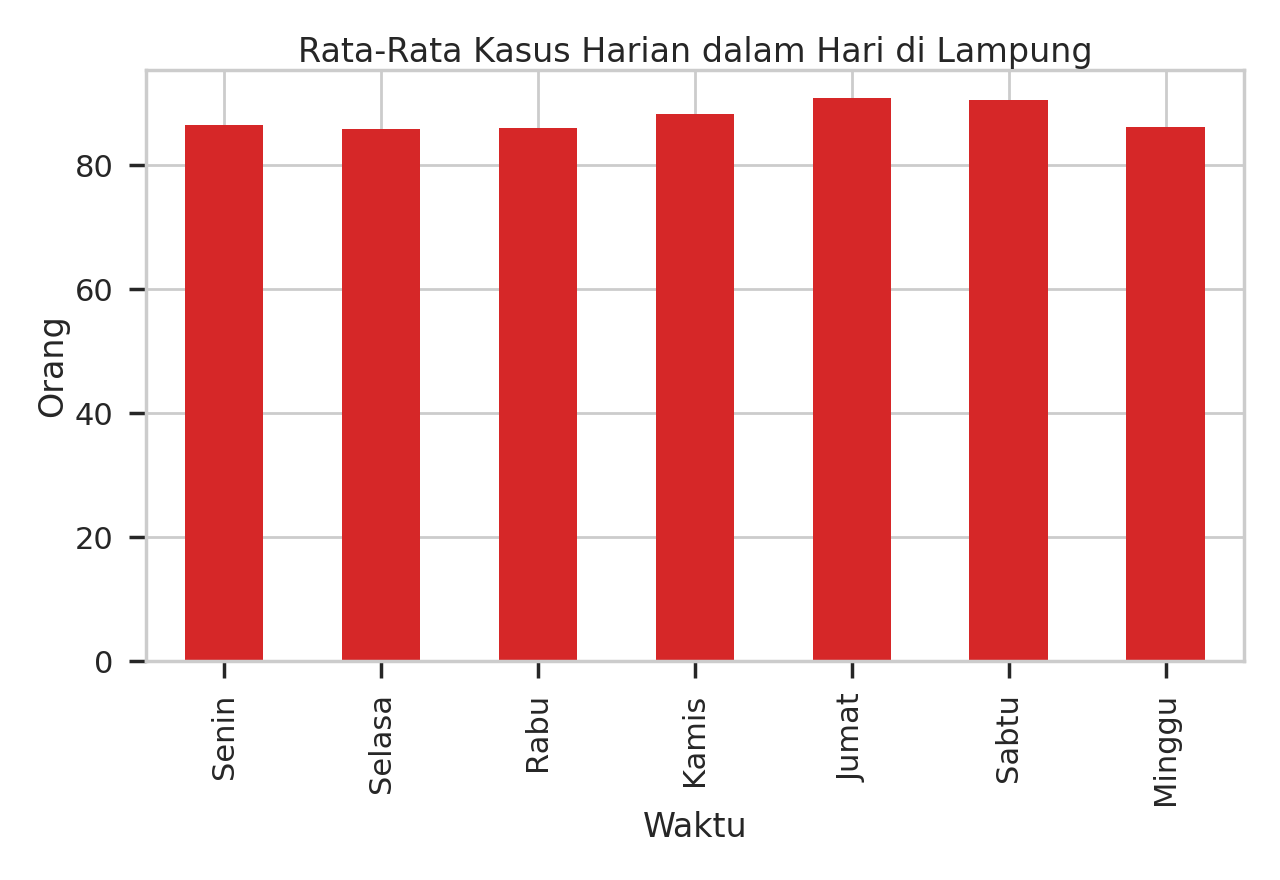 Rata-Rata Kasus Harian dalam Hari di Lampung
80
60
40
20
0
Orang
Senin
Selasa
Rabu
Kamis
Jumat
Sabtu
Minggu
Waktu